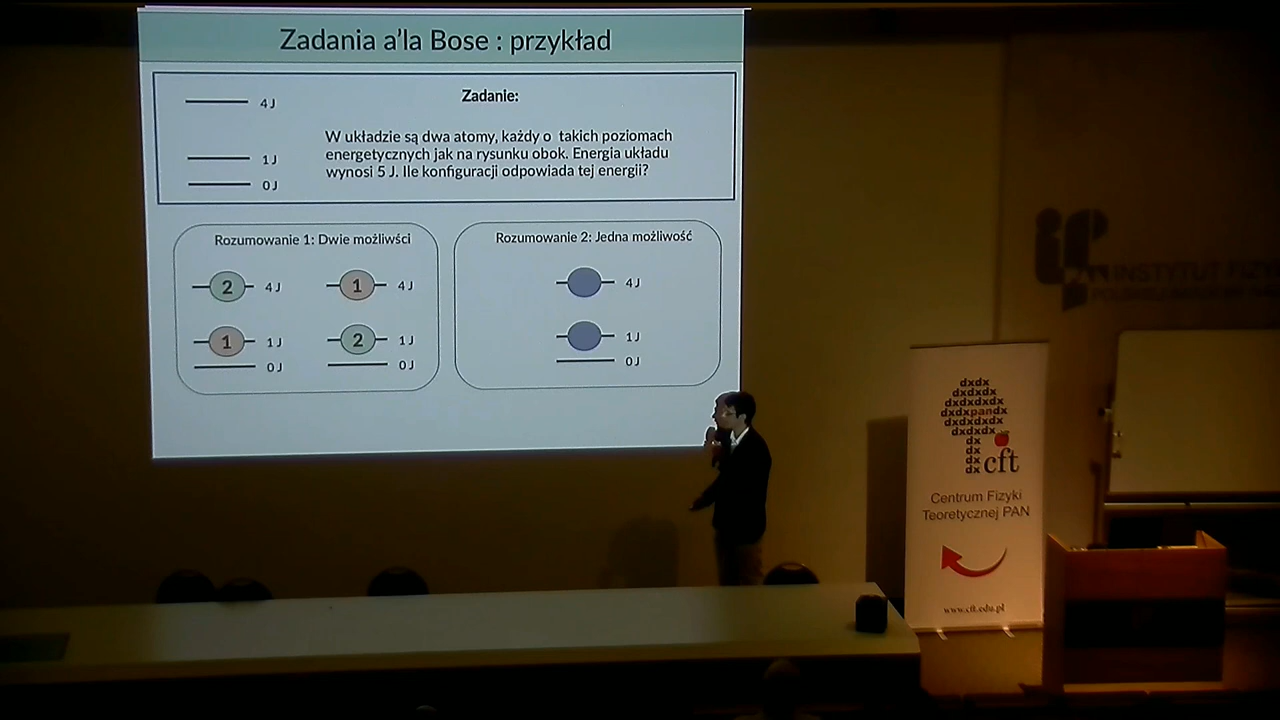 Zadania a'la Bose : przykład
Zadanie:
4 J
1 J
0 J
W układzie są dwa atomy, każdy o takich poziomach
energetycznych jak na rysunku obok. Energia układu
wynosi 5 J. Ile konfiguracji odpowiada tej energii?
Rozumowanie 1: Dwie możliwści
2 4 J
1 1 J
0 J
1 4 J
2 1 J
0 J
Rozumowanie 2: Jedna możliwość
4 J
1 J
0 J
INSTYTUT FIZY
dxdx
dxdxdx
dxdxdxdx
dxdxpandx
dxdxdxdx
dxdxdx
dx
dx
dx
dx
cft
Centrum Fizyki
Teoretycznej PAN
www.cft.edu.pl